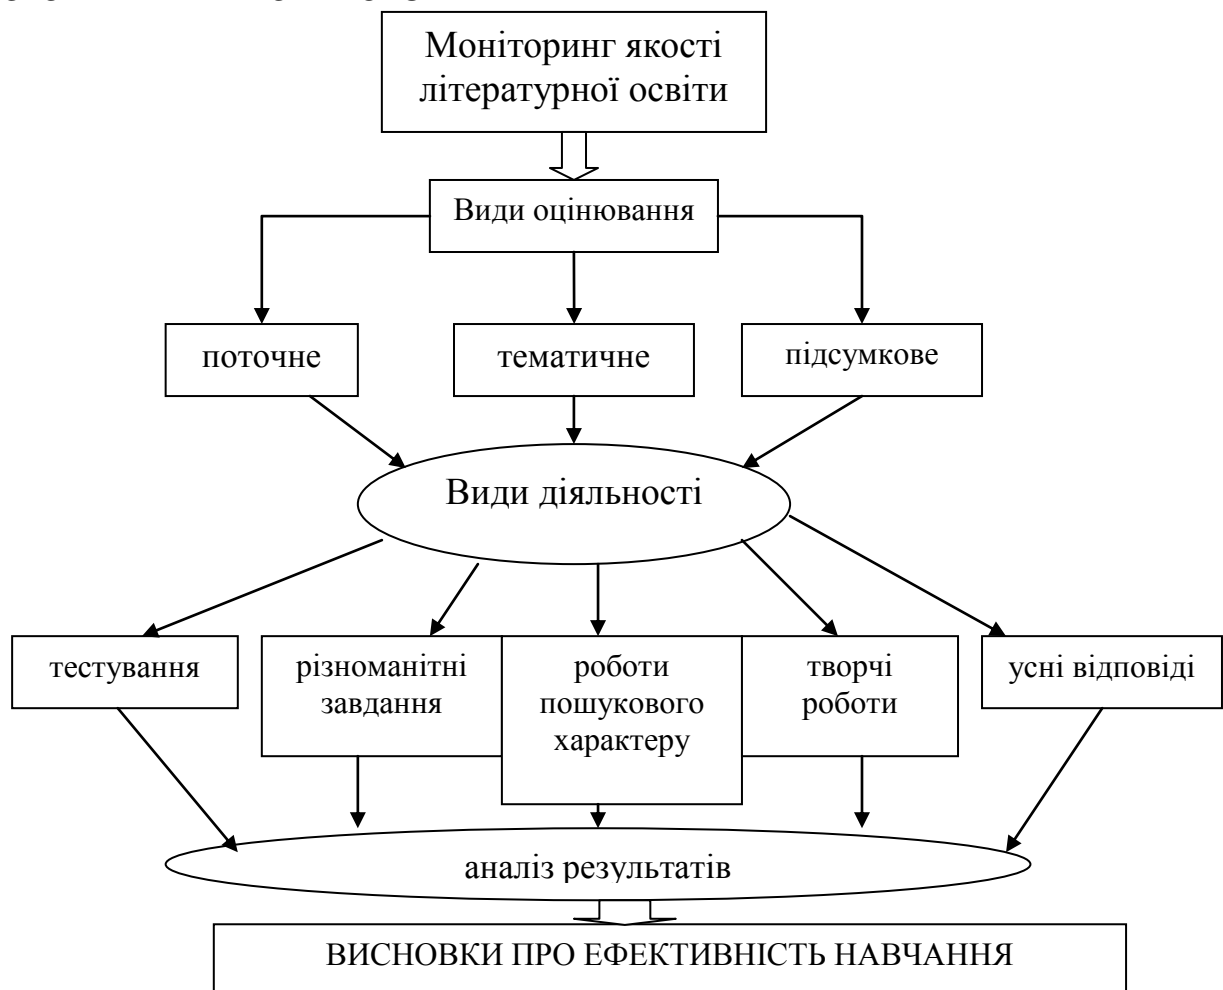 Моніторинг якості
літературної освіти
Види оцінювання
поточне
тематичне
підсумкове
Види діяльності
тестування
різноманітні
завдання
роботи
пошукового
характеру
творчі
роботи
усні відповіді
аналіз результатів
ВИСНОВКИ ПРО ЕФЕКТИВНІСТЬ НАВЧАННЯ